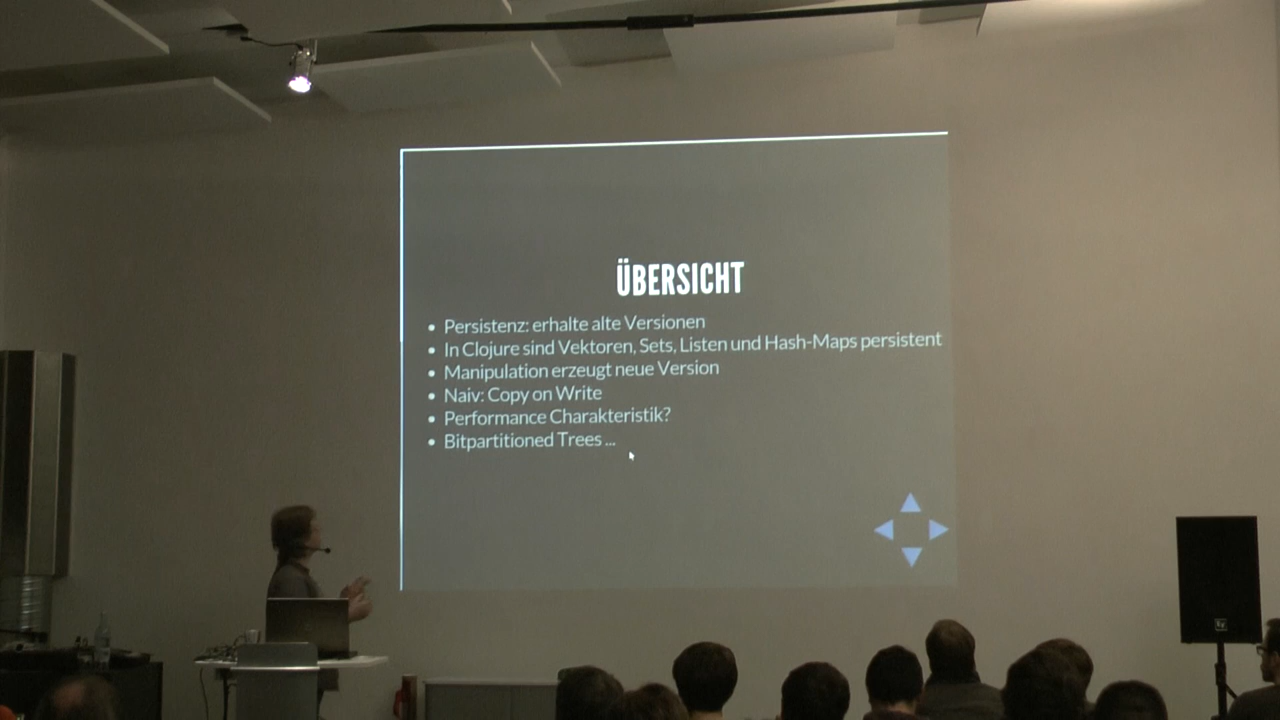 ÜBERSICHT
Persistenz: erhalte alte Versionen
In Clojure sind Vektoren, Sets, Listen und Hash-Maps persistent
Manipulation erzeugt neue Version
Naiv: Copy on Write
Performance Charakteristik?
Bitpartitioned Trees ...